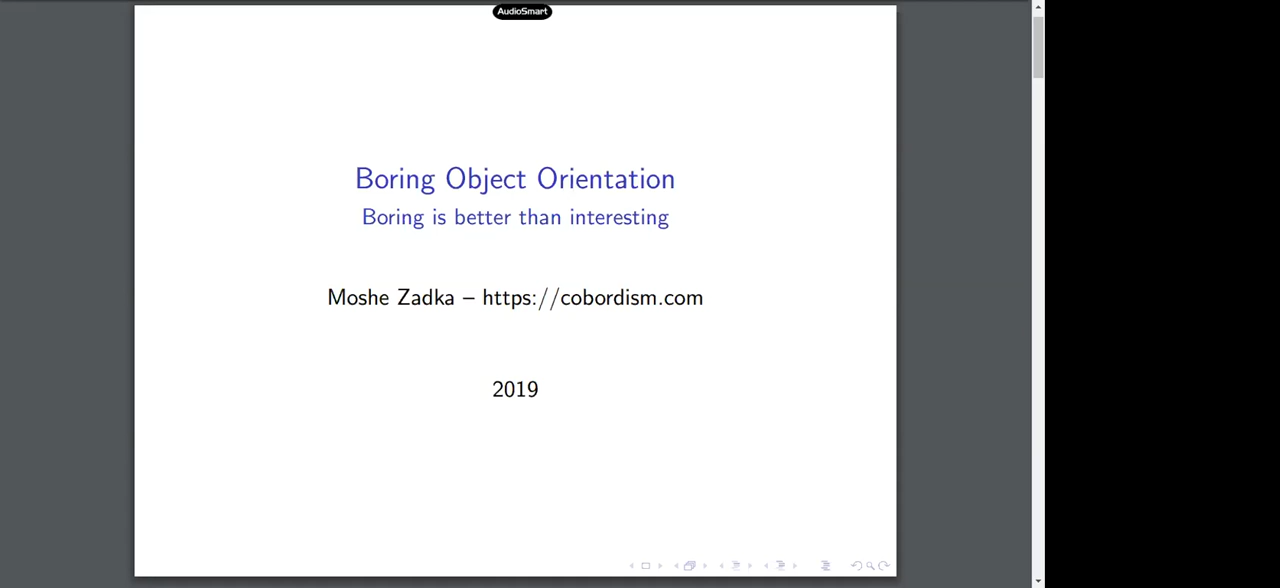 AudioSmart
Boring Object Orientation
Boring is better than interesting
Moshe Zadka – https://cobordism.com
2019